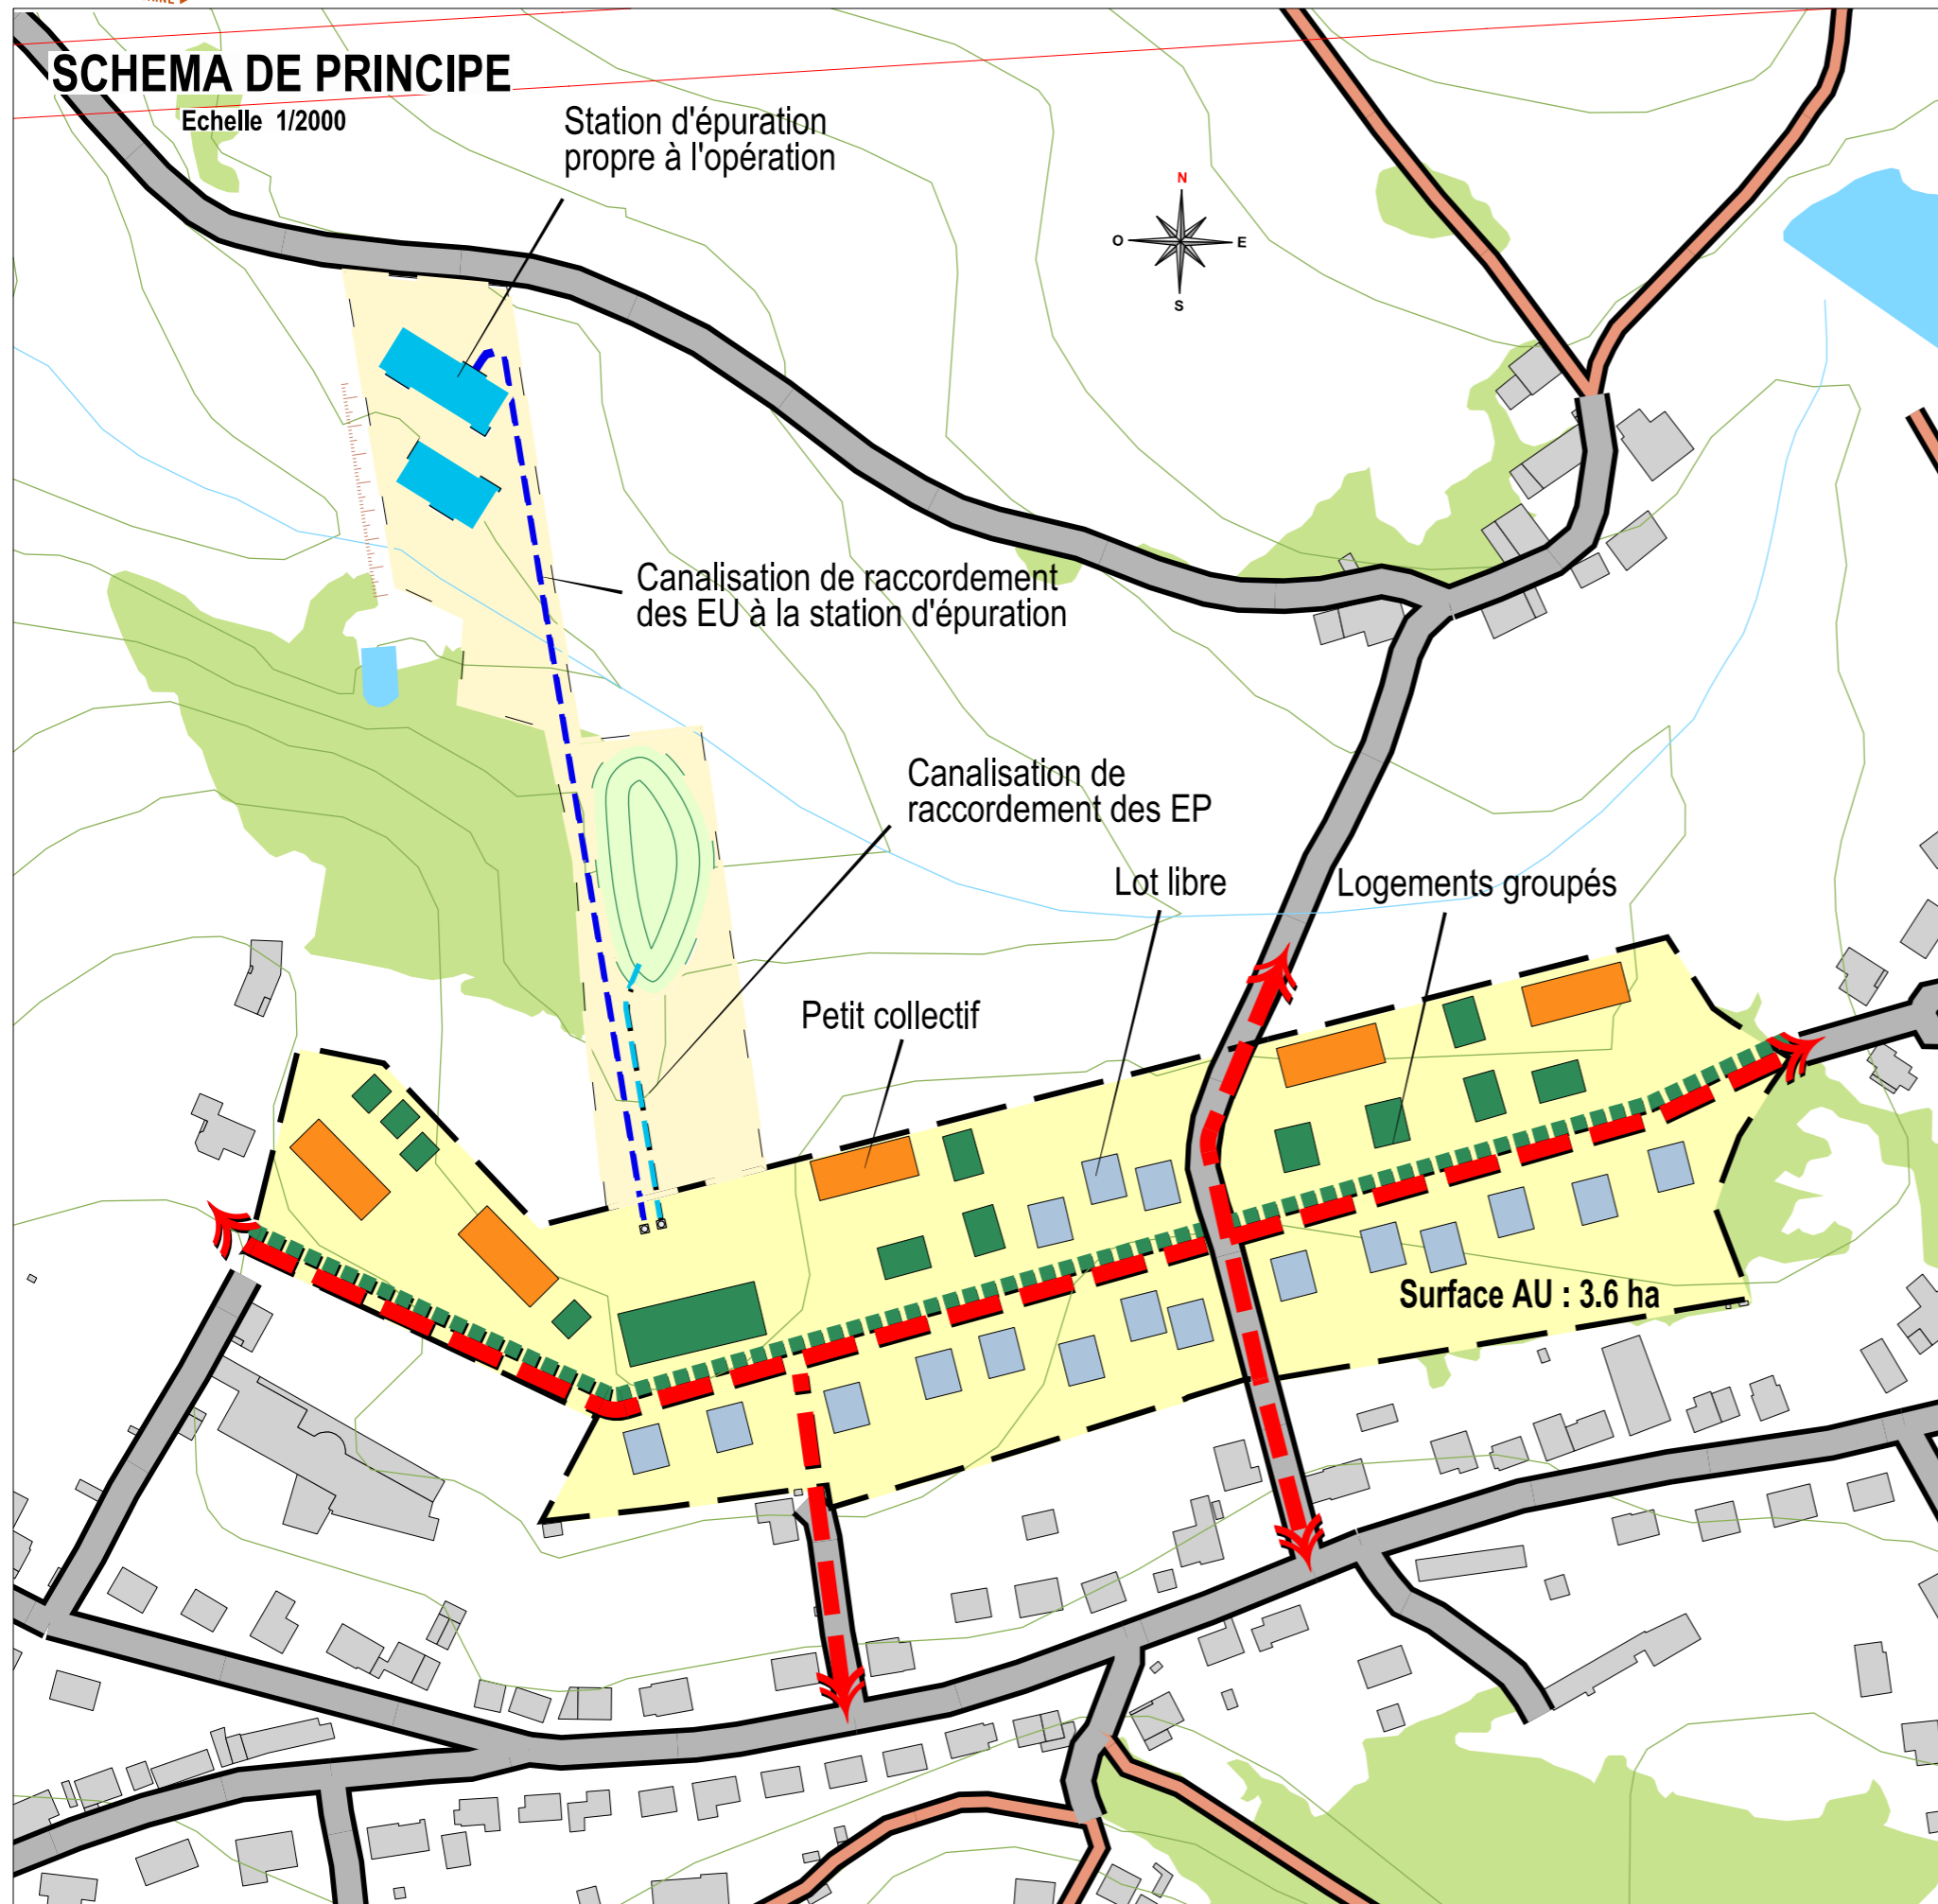 SCHEMA DE PRINCIPE
Echelle 1/2000
Station d'épuration
propre à l'opération
N
O
E
S
Canalisation de raccordement
des EU à la station d'épuration
Canalisation de
raccordement des EP
Lot libre
Logements groupés
Petit collectif
Surface AU : 3.6 ha